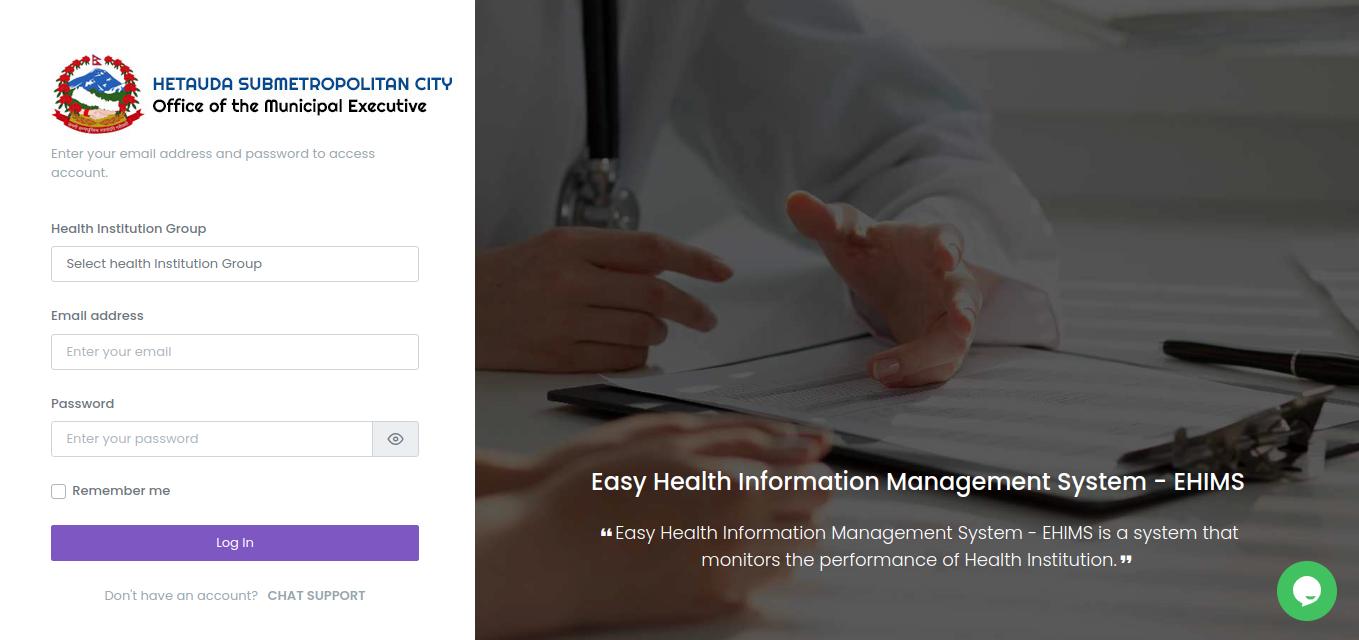 HETAUDA SUBMETROPOLITAN CITY
Office of the Municipal Executive
Enter your email address and password to access
account.
Health Institution Group
Select health Institution Group
Email address
Enter your email
Password
Enter your password
Remember me
Log In
Don't have an account? CHAT SUPPORT
Easy Health Information Management System - EHIMS
❝ Easy Health Information Management System - EHIMS is a system that
monitors the performance of Health Institution. ❞